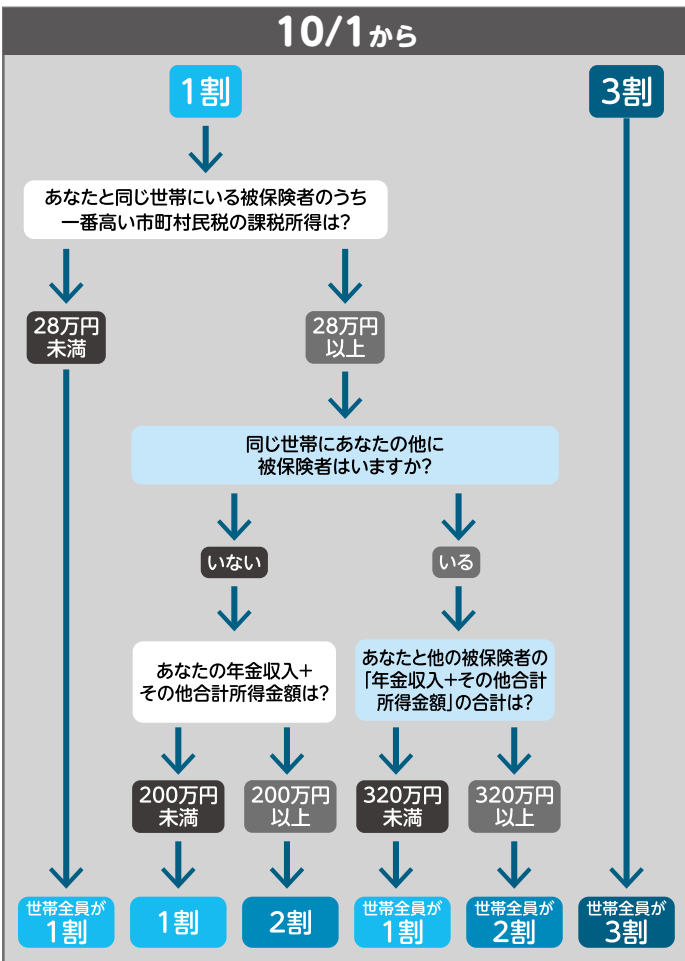 10/1から
1割
3割
あなたと同じ世帯にいる被保険者のうち
一番高い市町村民税の課税所得は?
28万円
未満
28万円
以上
同じ世帯にあなたの他に
被保険者はいますか?
いない
いる
あなたの年金収入+
その他合計所得金額は?
あなたと他の被保険者の
「年金収入+その他合計
所得金額」の合計は?
200万円
未満
200万円
以上
320万円
未満
320万円
以上
世帯全員が
1割
1割
2割
世帯全員が
1割
世帯全員が
2割
世帯全員が
3割